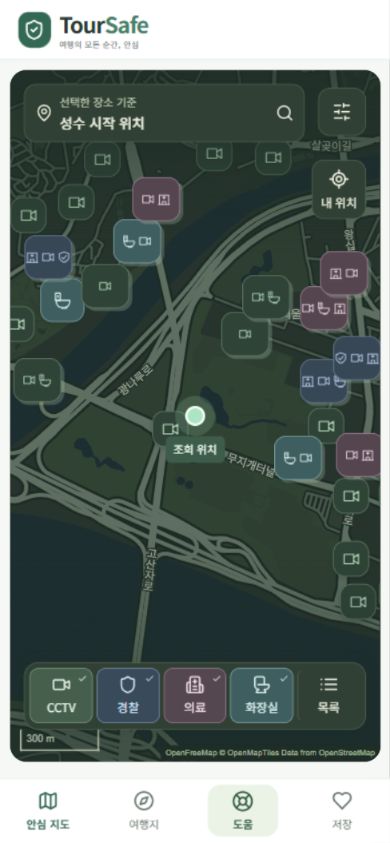 TourSafe
여행의 모든 순간, 안심
선택한 장소 기준
성수 시작 위치
살곶이길
내 위치
왕십
광나루로
조회 위치
무지개터널
고산자로
로
CCTV
경찰
의료
화장실
목록
300 m
OpenFreeMap © OpenMapTiles Data from OpenStreetMap
안심 지도
여행지
도움
저장